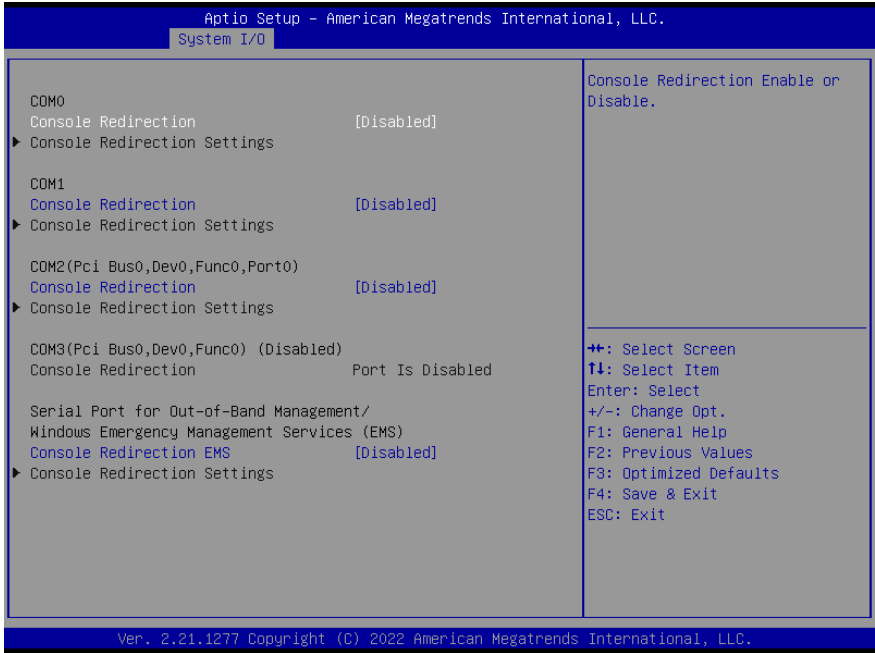 Aptio Setup – American Megatrends International, LLC.
System I/O
COM0
Console Redirection [Disabled]
Console Redirection Settings
COM1
Console Redirection [Disabled]
Console Redirection Settings
COM2(Pci Bus0,Dev0,Func0,Port0)
Console Redirection [Disabled]
Console Redirection Settings
COM3(Pci Bus0,Dev0,Func0) (Disabled)
Console Redirection Port Is Disabled
Serial Port for Out-of-Band Management/
Windows Emergency Management Services (EMS)
Console Redirection EMS [Disabled]
Console Redirection Settings
Console Redirection Enable or
Disable.
→←: Select Screen
↑↓: Select Item
Enter: Select
+/-: Change Opt.
F1: General Help
F2: Previous Values
F3: Optimized Defaults
F4: Save & Exit
ESC: Exit
Ver. 2.21.1277 Copyright (C) 2022 American Megatrends International, LLC.